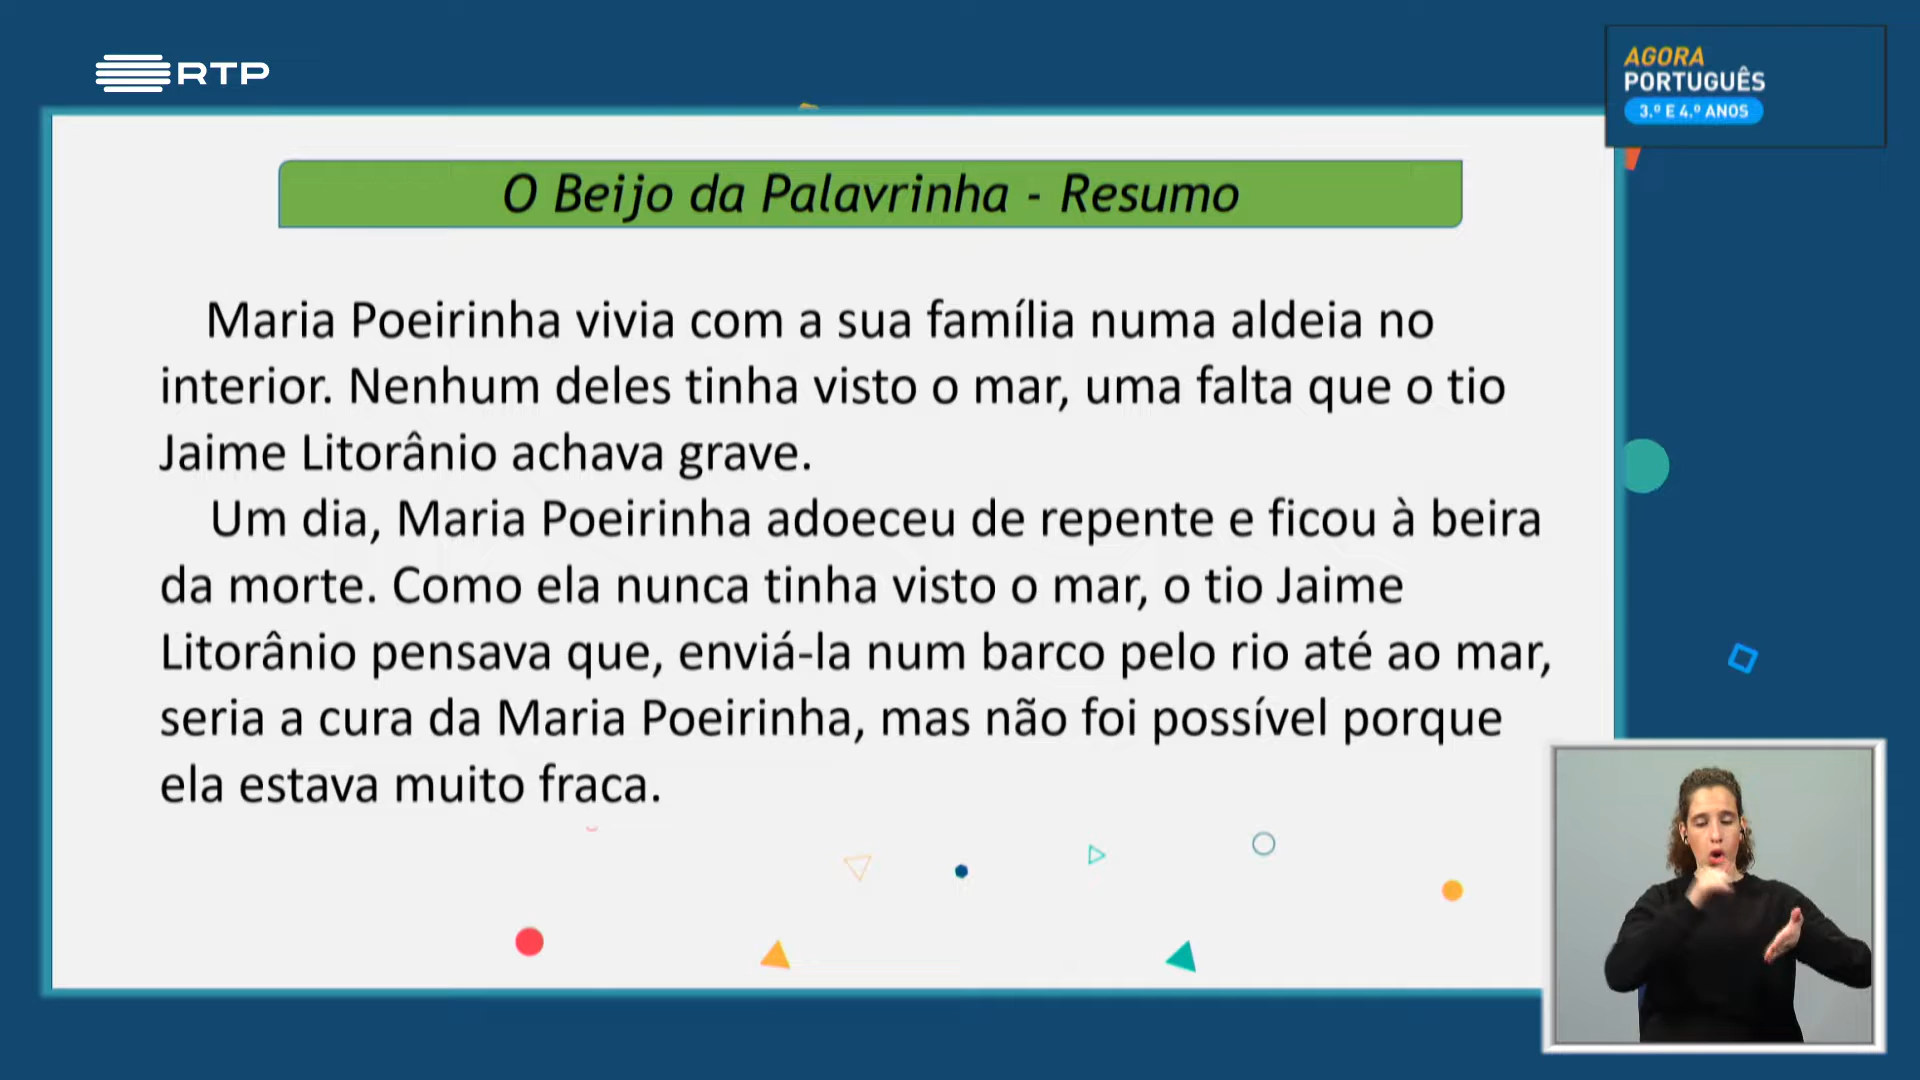 RTP
AGORA
PORTUGUÊS
3.º E 4.º ANOS
O Beijo da Palavrinha - Resumo
Maria Poeirinha vivia com a sua família numa aldeia no
interior. Nenhum deles tinha visto o mar, uma falta que o tio
Jaime Litorânio achava grave.
Um dia, Maria Poeirinha adoeceu de repente e ficou à beira
da morte. Como ela nunca tinha visto o mar, o tio Jaime
Litorânio pensava que, enviá-la num barco pelo rio até ao mar,
seria a cura da Maria Poeirinha, mas não foi possível porque
ela estava muito fraca.